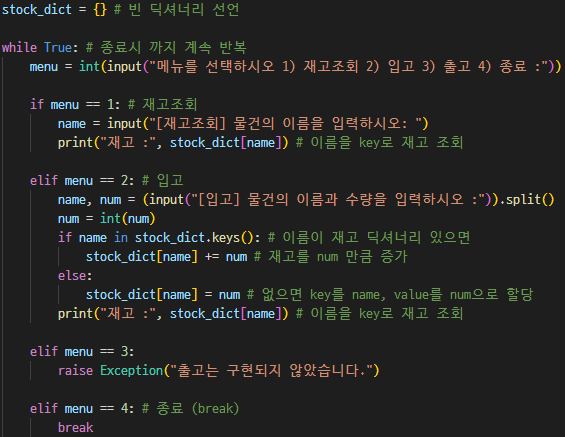 stock_dict = {} # 빈 딕셔너리 선언
while True: # 종료시 까지 계속 반복
menu = int(input("메뉴를 선택하시오 1) 재고조회 2) 입고 3) 출고 4) 종료 :"))
if menu == 1: # 재고조회
name = input("[재고조회] 물건의 이름을 입력하시오: ")
print("재고 :", stock_dict[name]) # 이름을 key로 재고 조회
elif menu == 2: # 입고
name, num = (input("[입고] 물건의 이름과 수량을 입력하시오 :")).split()
num = int(num)
if name in stock_dict.keys(): # 이름이 재고 딕셔너리 있으면
stock_dict[name] += num # 재고를 num 만큼 증가
else:
stock_dict[name] = num # 없으면 key를 name, value를 num으로 할당
print("재고 :", stock_dict[name]) # 이름을 key로 재고 조회
elif menu == 3:
raise Exception("출고는 구현되지 않았습니다.")
elif menu == 4: # 종료 (break)
break